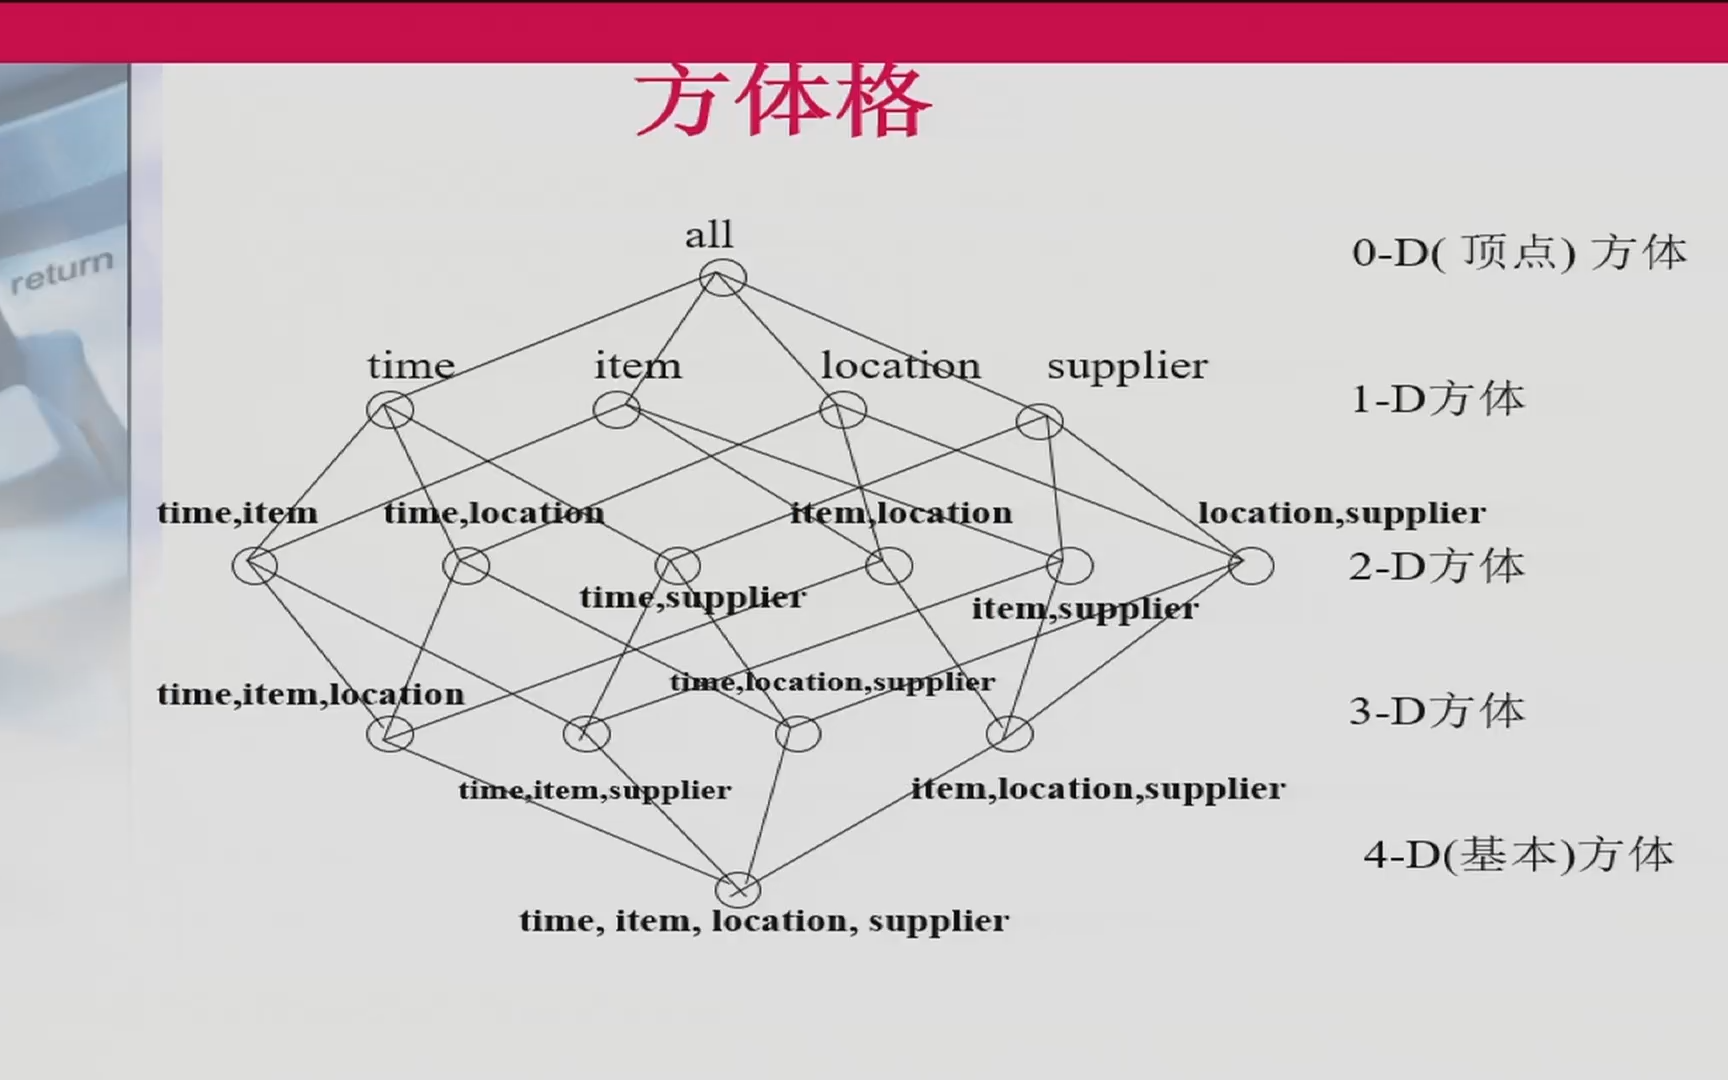 方体格
return
all
0-D( 顶点) 方体
time item location supplier
1-D方体
time,item time,location item,location location,supplier
2-D方体
time,supplier item,supplier
time,location,supplier
time,item,location
3-D方体
time,item,supplier item,location,supplier
4-D(基本)方体
time, item, location, supplier